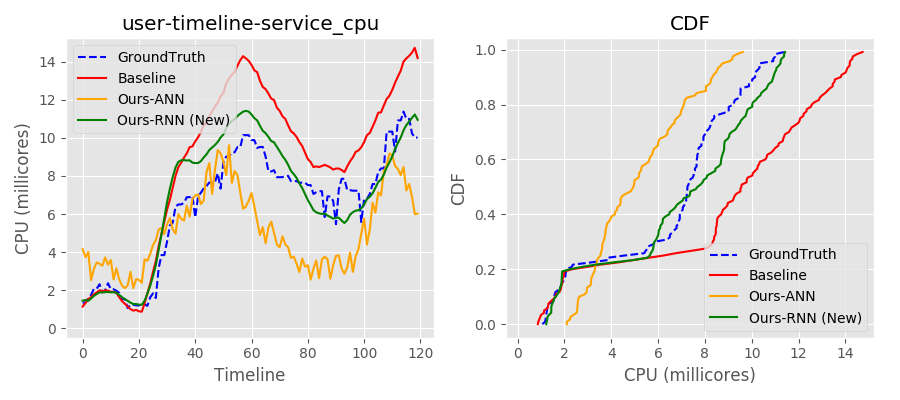 user-timeline-service_cpu
CPU (millicores)
14
12
10
8
6
4
2
0
GroundTruth
Baseline
Ours-ANN
Ours-RNN (New)
0 20 40 60 80 100 120
Timeline
CDF
CDF
1.0
0.8
0.6
0.4
0.2
0.0
GroundTruth
Baseline
Ours-ANN
Ours-RNN (New)
0 2 4 6 8 10 12 14
CPU (millicores)